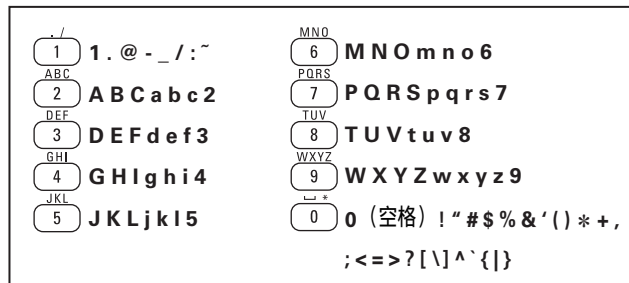 . /
1 1 . @ - _ / : ~
ABC
2 A B C a b c 2
DEF
3 D E F d e f 3
GHI
4 G H I g h i 4
JKL
5 J K L j k l 5
MNO
6 M N O m n o 6
PQRS
7 P Q R S p q r s 7
TUV
8 T U V t u v 8
WXYZ
9 W X Y Z w x y z 9
␣ *
0 0（空格）! “ # $ % & ‘ ( ) ∗ + ,
; < = > ? [ \ ] ^ ` { | }